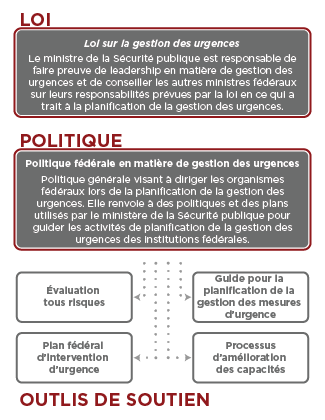 LOI
Loi sur la gestion des urgences
Le ministre de la Sécurité publique est responsable de
faire preuve de leadership en matière de gestion des
urgences et de conseiller les autres ministres fédéraux
sur leurs responsabilités prévues par la loi en ce qui a
trait à la planification de la gestion des urgences.
POLITIQUE
Politique fédérale en matière de gestion des urgences
Politique générale visant à diriger les organismes
fédéraux lors de la planification de la gestion des
urgences. Elle renvoie à des politiques et des plans
utilisés par le ministère de la Sécurité publique pour
guider les activités de planification de la gestion des
urgences des institutions fédérales.
Évaluation
tous risques
Guide pour la
planification de la
gestion des mesures
d'urgence
Plan fédéral
d'intervention
d'urgence
Processus
d'amélioration
des capacités
OUTLIS DE SOUTIEN